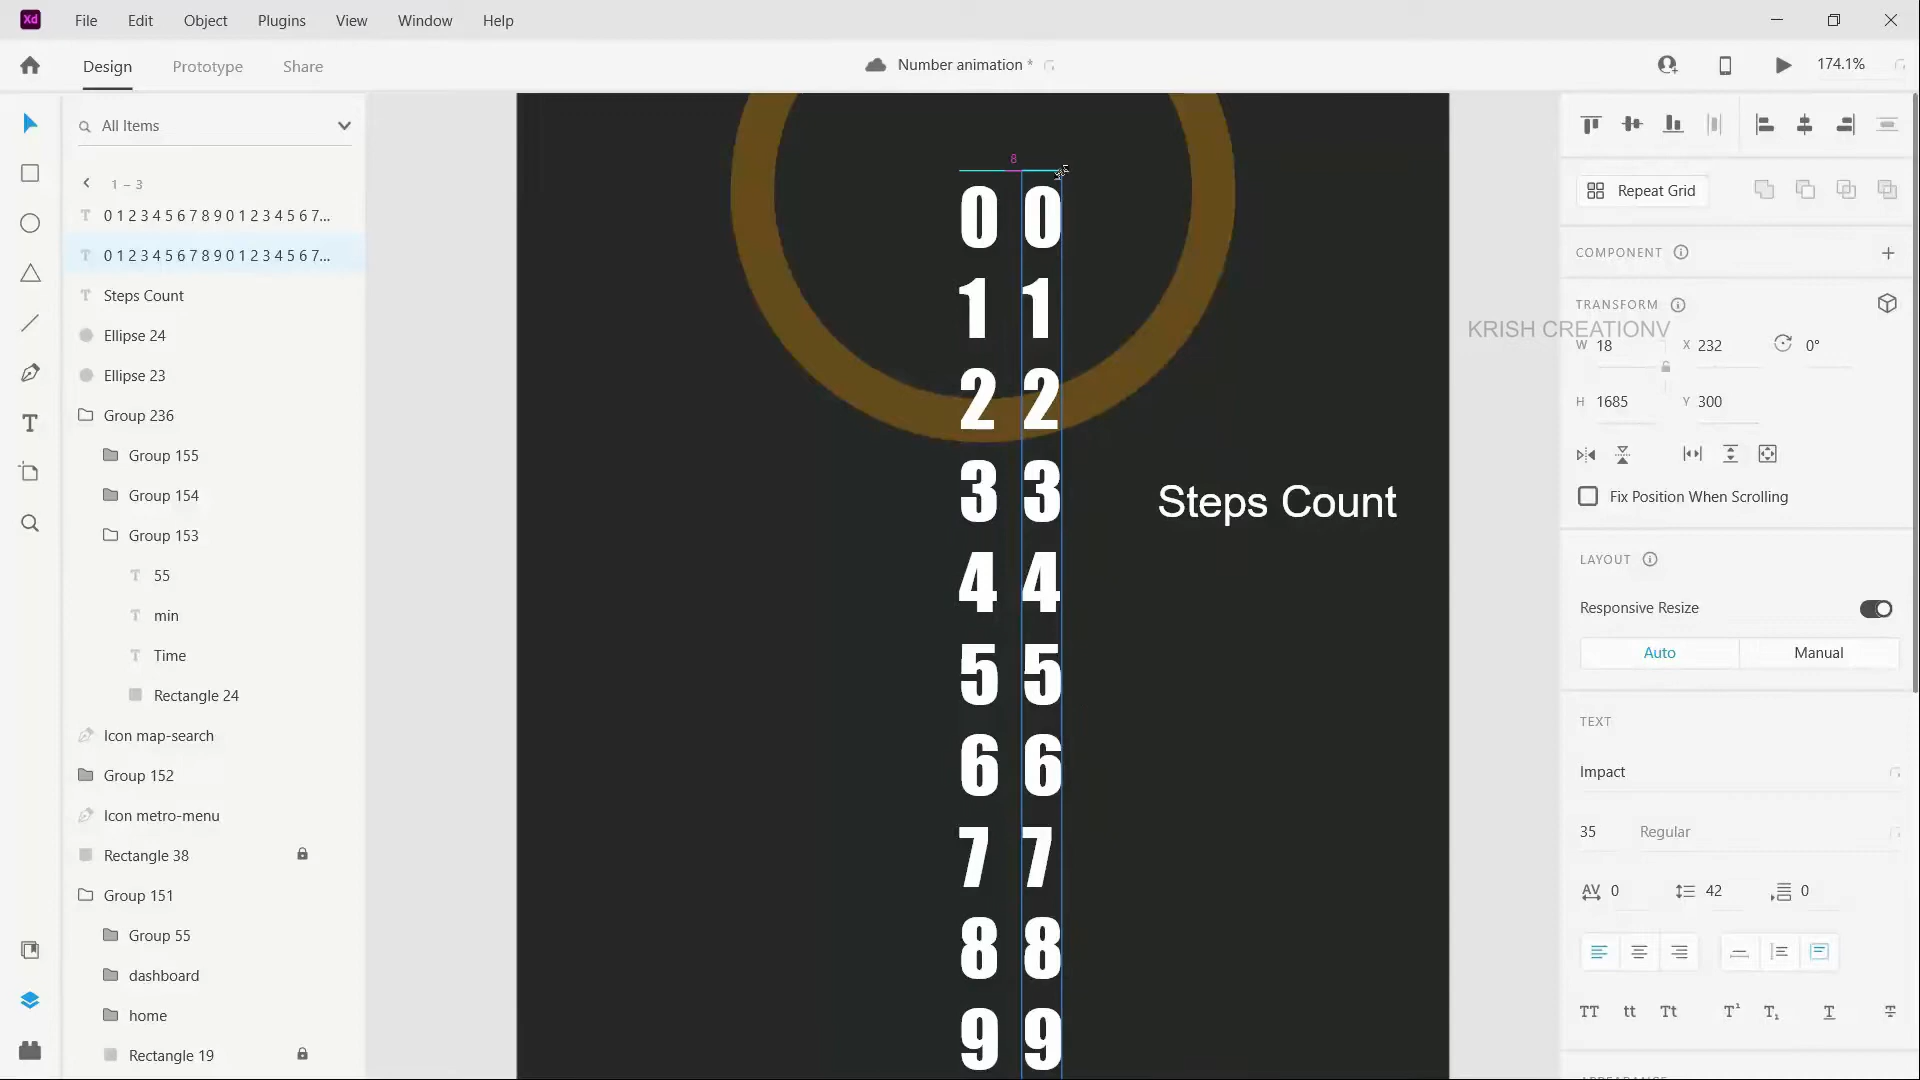 Xd File Edit Object Plugins View Window Help
Design Prototype Share Number animation * 174.1%
All Items
1 – 3
0 1 2 3 4 5 6 7 8 9 0 1 2 3 4 5 6 7...
0 1 2 3 4 5 6 7 8 9 0 1 2 3 4 5 6 7...
Steps Count
Ellipse 24
Ellipse 23
Group 236
Group 155
Group 154
Group 153
55
min
Time
Rectangle 24
Icon map-search
Group 152
Icon metro-menu
Rectangle 38
Group 151
Group 55
dashboard
home
Rectangle 19
8
0 0
1 1
2 2
3 3
4 4
5 5
6 6
7 7
8 8
9 9
Steps Count
Repeat Grid
COMPONENT
TRANSFORM
KRISH CREATIONV
W 18 X 232 0°
H 1685 Y 300
Fix Position When Scrolling
LAYOUT
Responsive Resize
Auto Manual
TEXT
Impact
35 Regular
AV 0 42 0
TT tt Tt T¹ T₁ T T